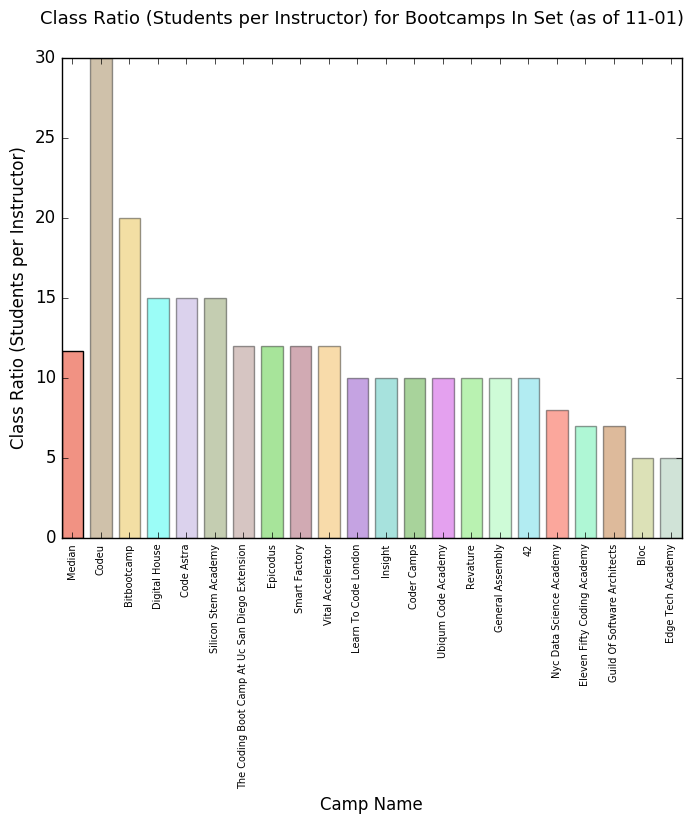 Class Ratio (Students per Instructor) for Bootcamps In Set (as of 11-01)
Class Ratio (Students per Instructor)
30
25
20
15
10
5
0
Median
Codeu
Bitbootcamp
Digital House
Code Astra
Silicon Stem Academy
The Coding Boot Camp At Uc San Diego Extension
Epicodus
Smart Factory
Vital Accelerator
Learn To Code London
Insight
Coder Camps
Ubiqum Code Academy
Revature
General Assembly
42
Nyc Data Science Academy
Eleven Fifty Coding Academy
Guild Of Software Architects
Bloc
Edge Tech Academy
Camp Name